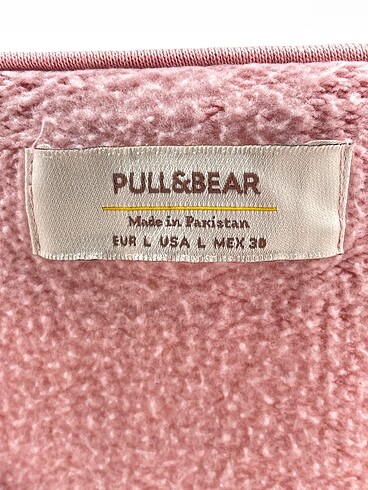 PULL&BEAR
Made in Pakistan
EUR L USA L MEX 30